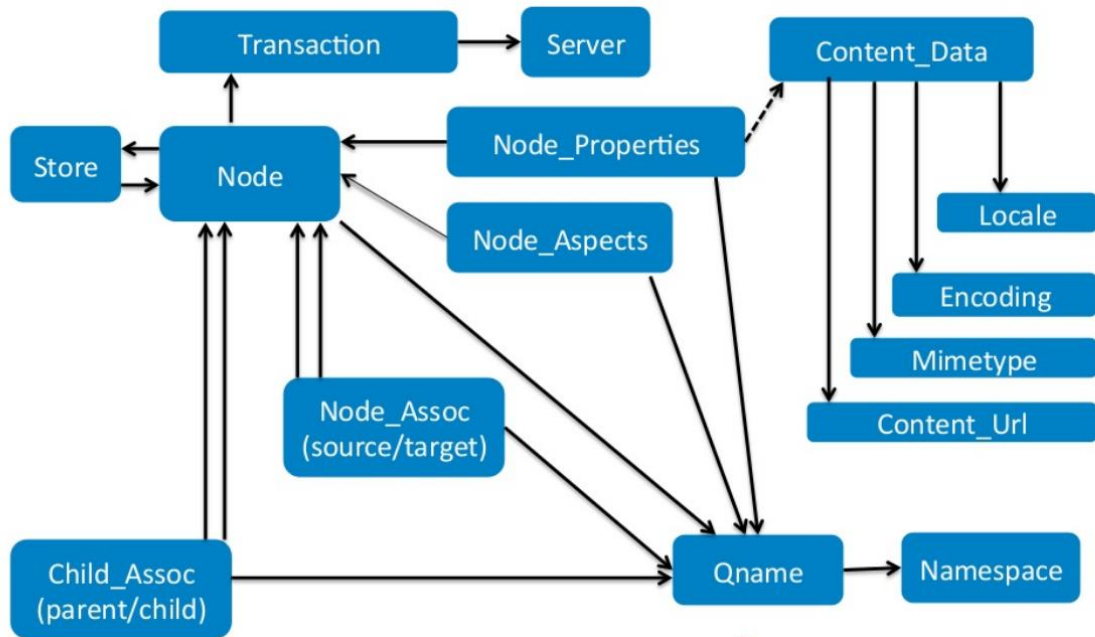 Transaction
Server
Content_Data
Store
Node
Node_Properties
Node_Aspects
Locale
Encoding
Mimetype
Content_Url
Node_Assoc
(source/target)
Child_Assoc
(parent/child)
Qname
Namespace